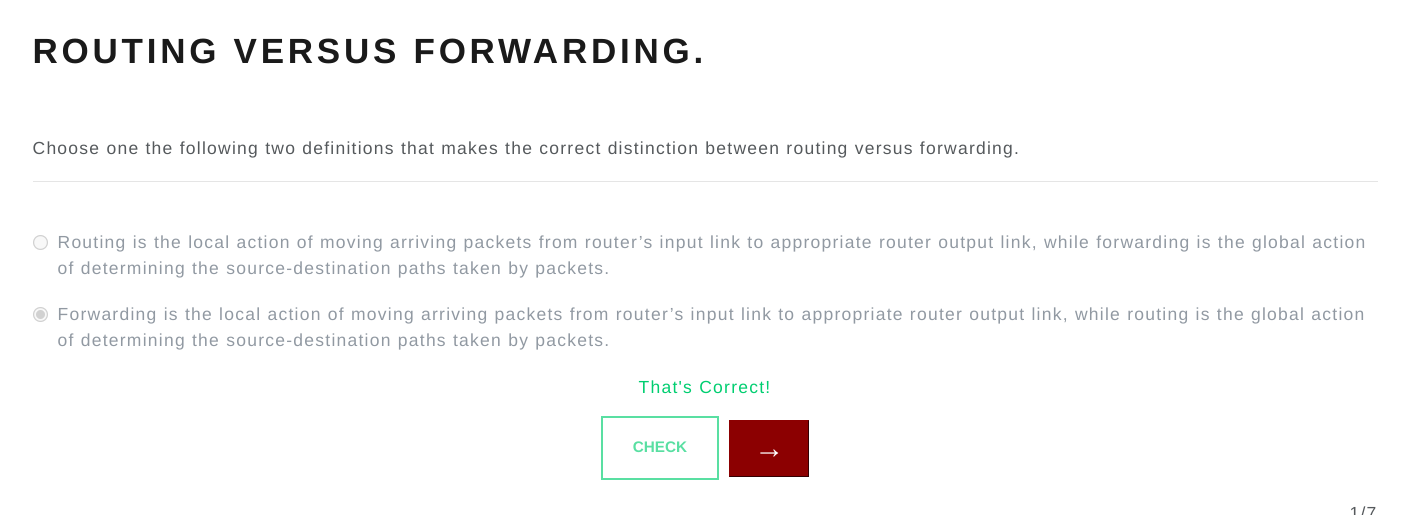 ROUTING VERSUS FORWARDING.
Choose one the following two definitions that makes the correct distinction between routing versus forwarding.
Routing is the local action of moving arriving packets from router’s input link to appropriate router output link, while forwarding is the global action
of determining the source-destination paths taken by packets.
Forwarding is the local action of moving arriving packets from router’s input link to appropriate router output link, while routing is the global action
of determining the source-destination paths taken by packets.
That's Correct!
CHECK →
1/7